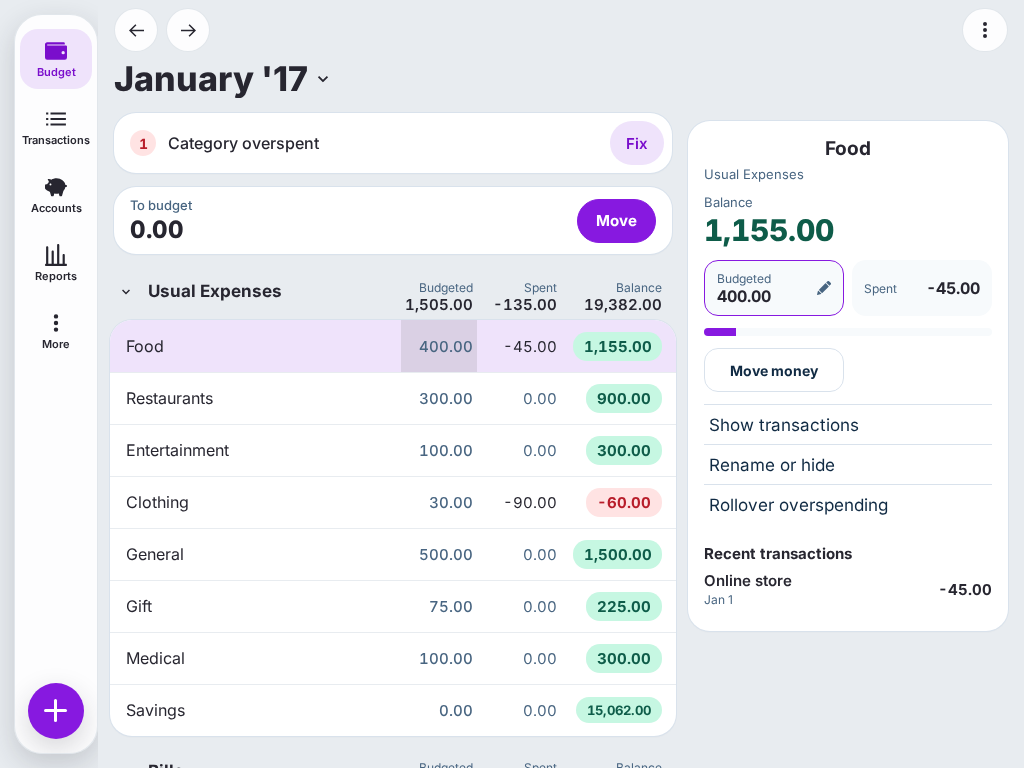 Budget
Transactions
Accounts
Reports
More
January '17
1 Category overspent Fix
To budget
0.00
Move
Usual Expenses
Budgeted Spent Balance
1,505.00 -135.00 19,382.00
Food 400.00 -45.00 1,155.00
Restaurants 300.00 0.00 900.00
Entertainment 100.00 0.00 300.00
Clothing 30.00 -90.00 -60.00
General 500.00 0.00 1,500.00
Gift 75.00 0.00 225.00
Medical 100.00 0.00 300.00
Savings 0.00 0.00 15,062.00
Bills Budgeted Spent Balance
Food
Usual Expenses
Balance
1,155.00
Budgeted
400.00
Spent -45.00
Move money
Show transactions
Rename or hide
Rollover overspending
Recent transactions
Online store
Jan 1
-45.00